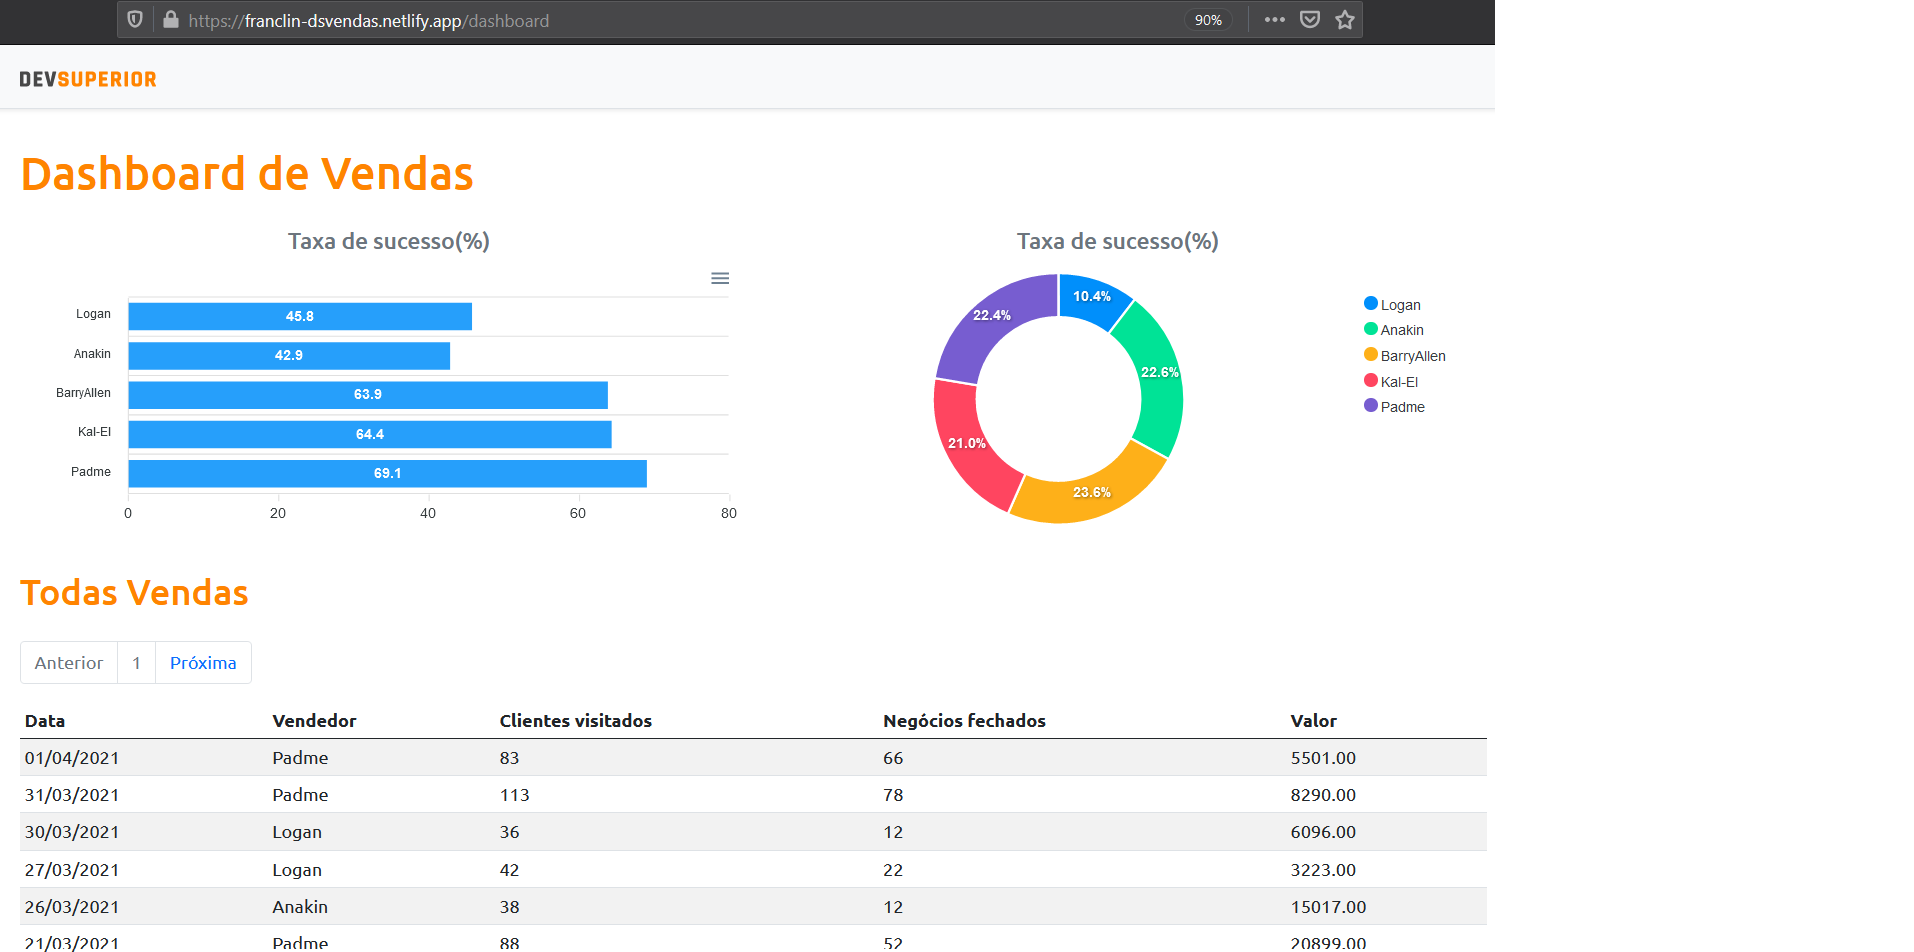 https://franclin-dsvendas.netlify.app/dashboard 90%
DEVSUPERIOR
Dashboard de Vendas
Taxa de sucesso(%)
Logan 45.8
Anakin 42.9
BarryAllen 63.9
Kal-El 64.4
Padme 69.1
0 20 40 60 80
Taxa de sucesso(%)
10.4%
22.6%
23.6%
21.0%
22.4%
Logan
Anakin
BarryAllen
Kal-El
Padme
Todas Vendas
Anterior 1 Próxima
Data Vendedor Clientes visitados Negócios fechados Valor
01/04/2021 Padme 83 66 5501.00
31/03/2021 Padme 113 78 8290.00
30/03/2021 Logan 36 12 6096.00
27/03/2021 Logan 42 22 3223.00
26/03/2021 Anakin 38 12 15017.00
21/03/2021 Padme 88 52 20899.00